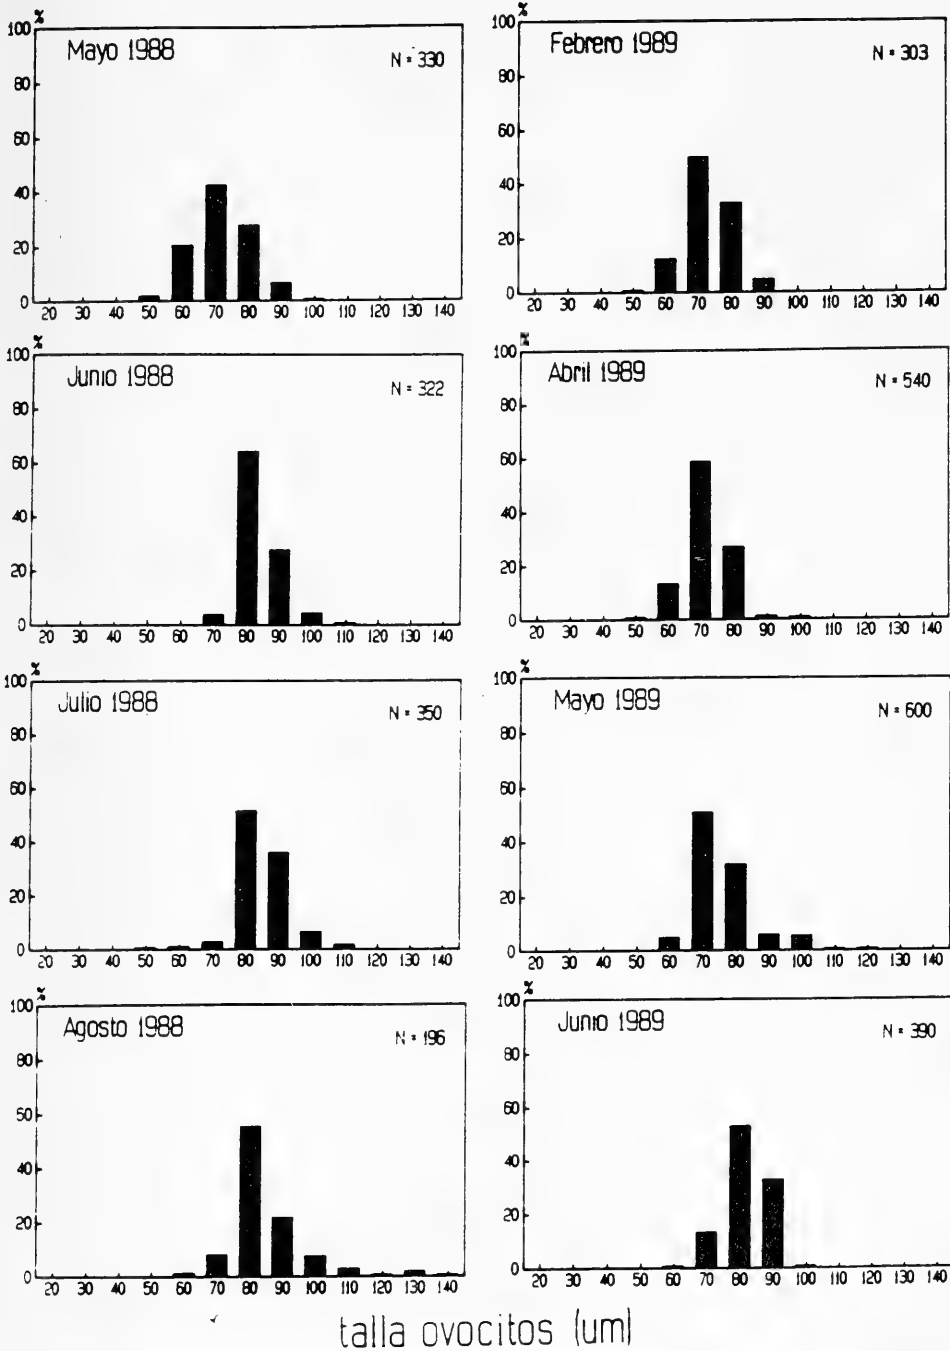 %
100
80
60
40
20
0
Mayo 1988
N = 330
20 30 40 50 60 70 80 90 100 110 120 130 140
%
100
80
60
40
20
0
Febrero 1989
N = 303
20 30 40 50 60 70 80 90 100 110 120 130 140
%
100
80
60
40
20
0
Junio 1988
N = 322
20 30 40 50 60 70 80 90 100 110 120 130 140
%
100
80
60
40
20
0
Abril 1989
N = 540
20 30 40 50 60 70 80 90 100 110 120 130 140
%
100
80
60
40
20
0
Julio 1988
N = 350
20 30 40 50 60 70 80 90 100 110 120 130 140
%
100
80
60
40
20
0
Mayo 1989
N = 600
20 30 40 50 60 70 80 90 100 110 120 130 140
%
100
80
50
40
20
0
Agosto 1988
N = 196
20 30 40 50 60 70 80 90 100 110 120 130 140
%
100
80
60
40
20
0
Junio 1989
N = 390
20 30 40 50 60 70 80 90 100 110 120 130 140
talla ovocitos (um)